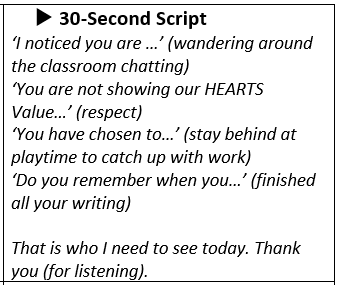 ▶ 30-Second Script
‘I noticed you are …’ (wandering around
the classroom chatting)
‘You are not showing our HEARTS
Value…’ (respect)
‘You have chosen to…’ (stay behind at
playtime to catch up with work)
‘Do you remember when you…’ (finished
all your writing)

That is who I need to see today. Thank
you (for listening).